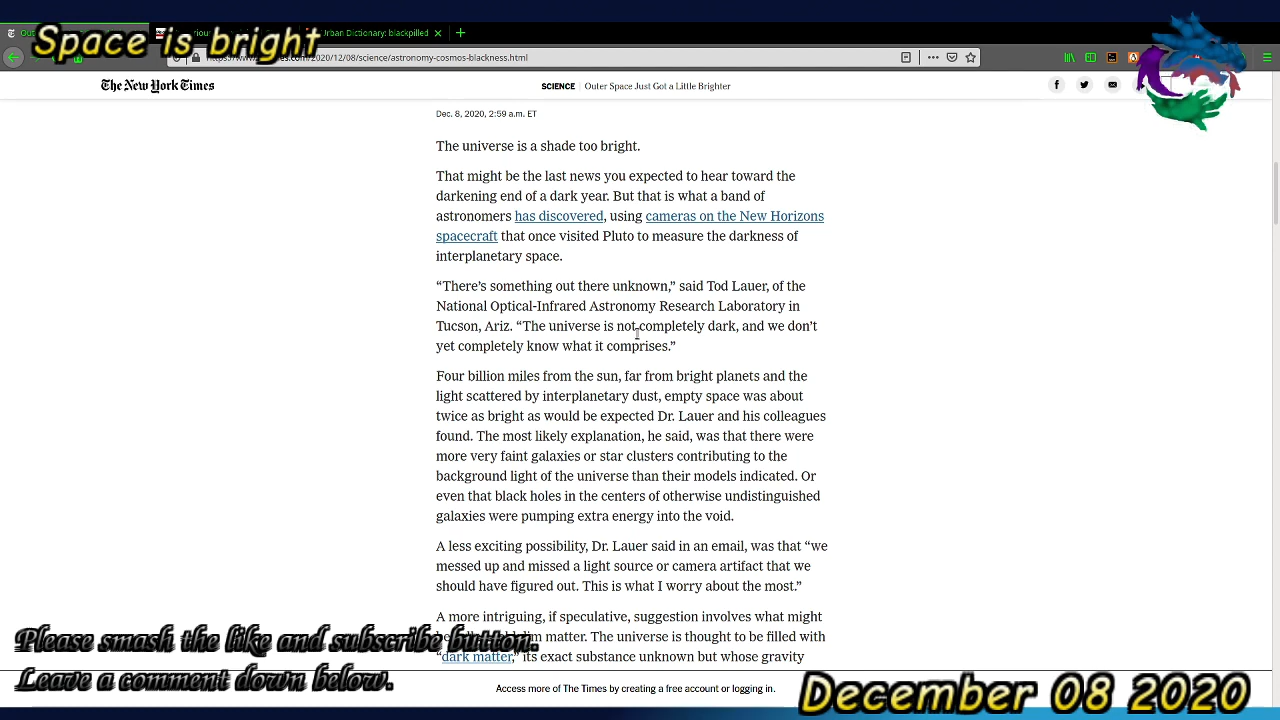 Space is bright
Urban Dictionary: blackpilled
.com/2020/12/08/science/astronomy-cosmos-blackness.html
The New York Times
SCIENCE | Outer Space Just Got a Little Brighter
Dec. 8, 2020, 2:59 a.m. ET
The universe is a shade too bright.
That might be the last news you expected to hear toward the
darkening end of a dark year. But that is what a band of
astronomers has discovered, using cameras on the New Horizons
spacecraft that once visited Pluto to measure the darkness of
interplanetary space.
“There’s something out there unknown,” said Tod Lauer, of the
National Optical-Infrared Astronomy Research Laboratory in
Tucson, Ariz. “The universe is not completely dark, and we don’t
yet completely know what it comprises.”
Four billion miles from the sun, far from bright planets and the
light scattered by interplanetary dust, empty space was about
twice as bright as would be expected Dr. Lauer and his colleagues
found. The most likely explanation, he said, was that there were
more very faint galaxies or star clusters contributing to the
background light of the universe than their models indicated. Or
even that black holes in the centers of otherwise undistinguished
galaxies were pumping extra energy into the void.
A less exciting possibility, Dr. Lauer said in an email, was that “we
messed up and missed a light source or camera artifact that we
should have figured out. This is what I worry about the most.”
A more intriguing, if speculative, suggestion involves what might
matter. The universe is thought to be filled with
“dark matter,” its exact substance unknown but whose gravity
Please smash the like and subscribe button.
Leave a comment down below.
Access more of The Times by creating a free account or logging in.
December 08 2020